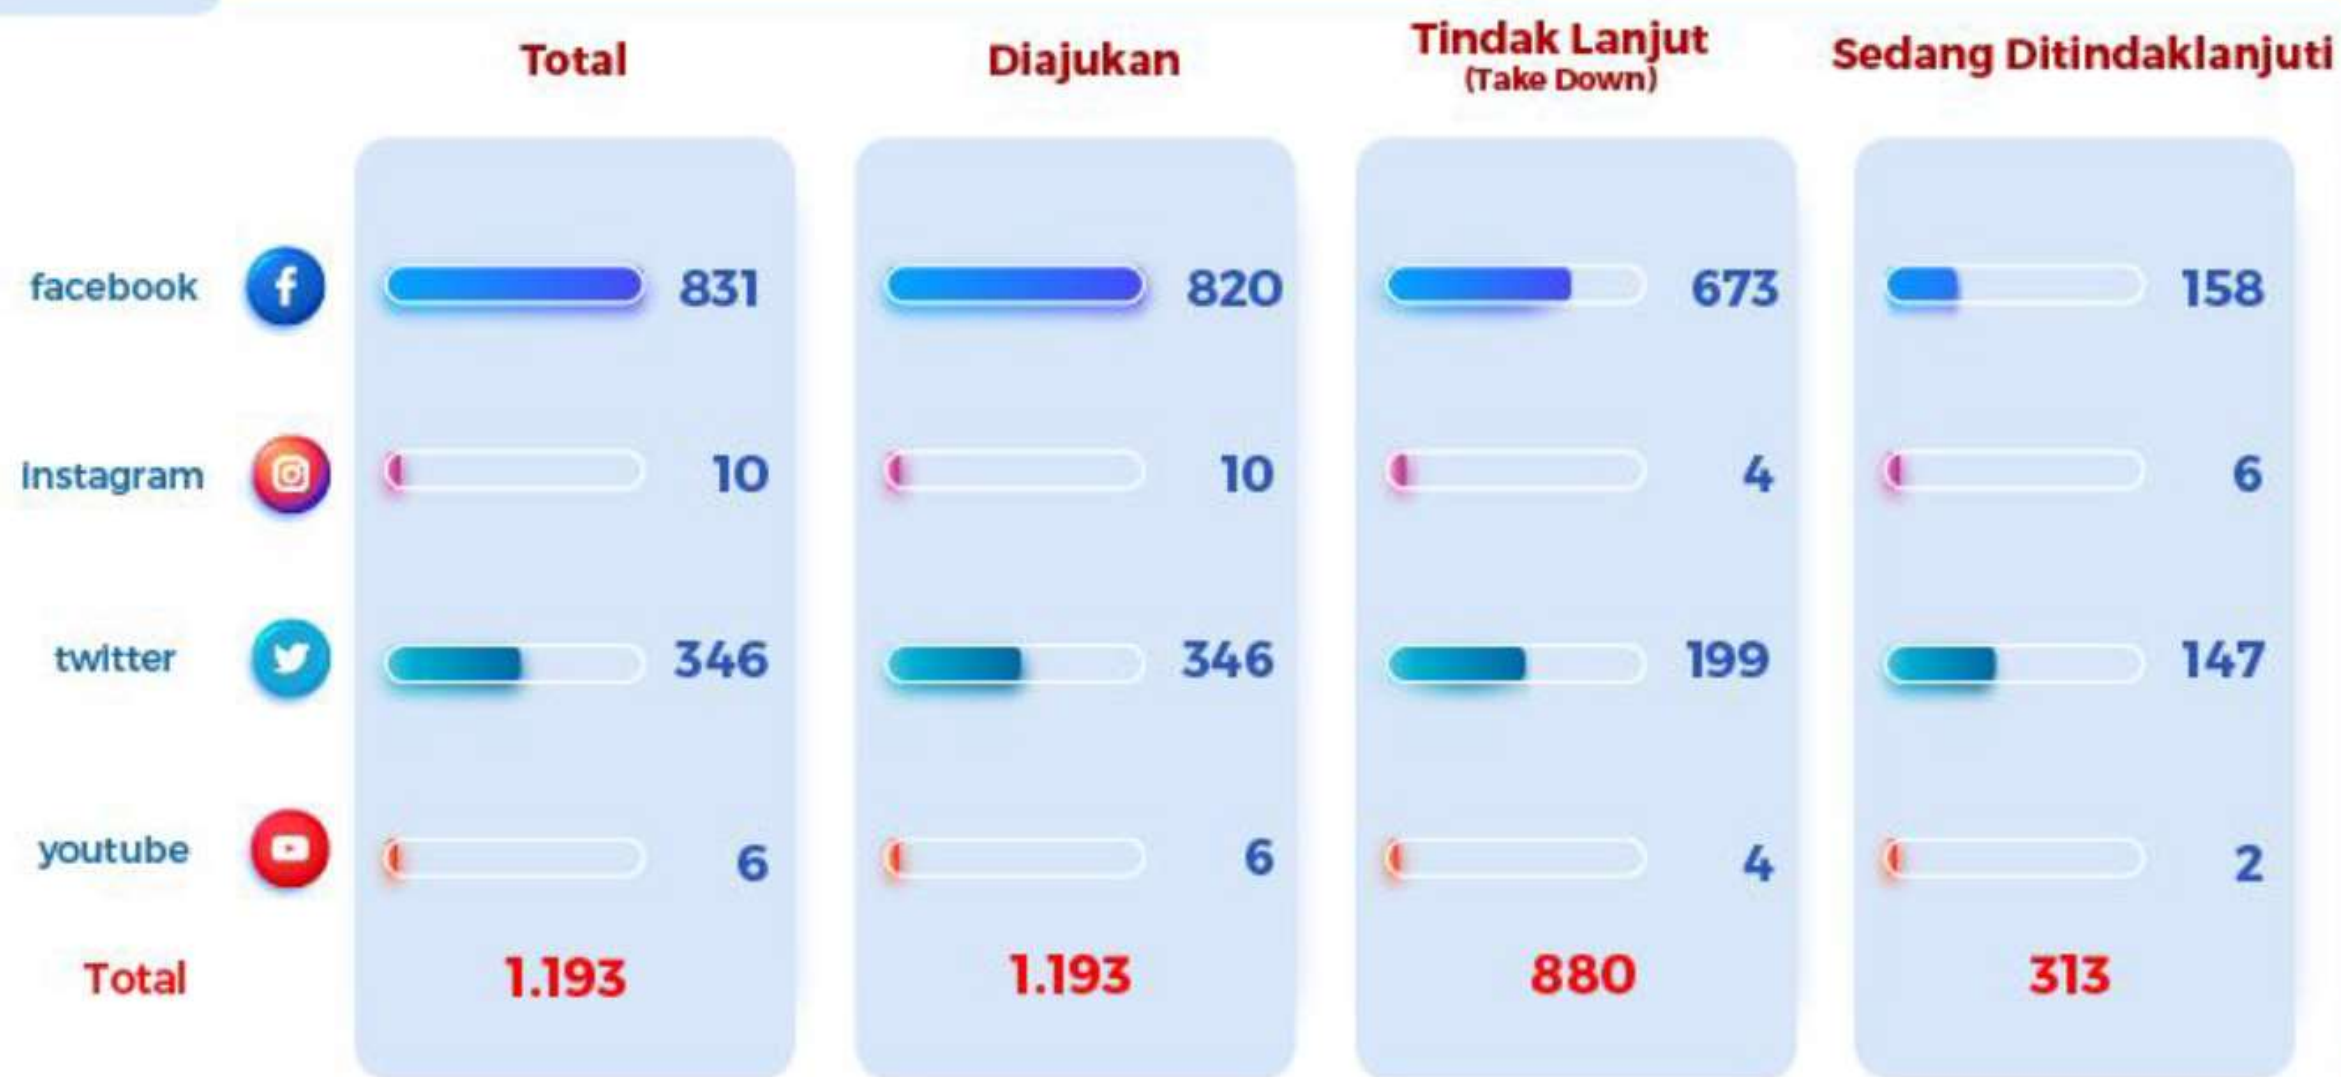 Total Diajukan Tindak Lanjut Sedang Ditindaklanjuti
(Take Down)
facebook 831 820 673 158
Instagram 10 10 4 6
twitter 346 346 199 147
youtube 6 6 4 2
Total 1.193 1.193 880 313